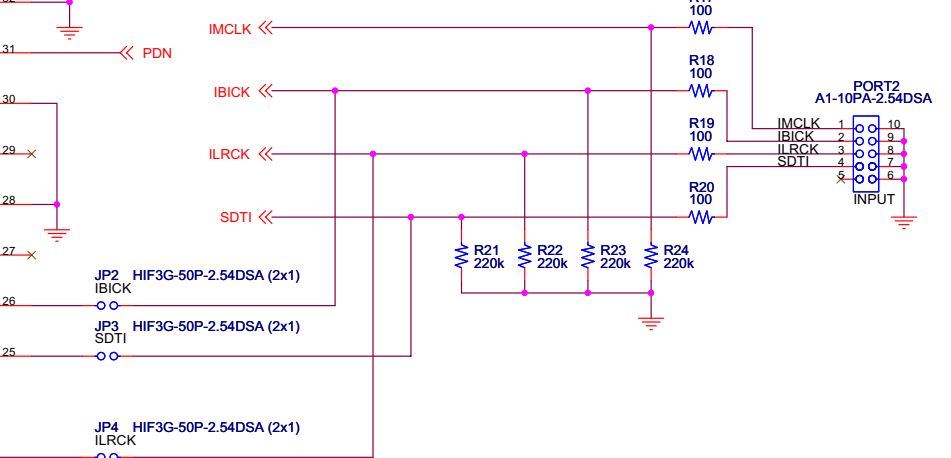 100
IMCLK
31
PDN
R18
100
IBICK
PORT2
A1-10PA-2.54DSA
30
R19
100
IMCLK 1 10
IBICK 2 9
ILRCK 3 8
SDTI 4 7
5 6
INPUT
29
ILRCK
R20
100
28
SDTI
27
R21
220k
R22
220k
R23
220k
R24
220k
JP2 HIF3G-50P-2.54DSA (2x1)
IBICK
26
JP3 HIF3G-50P-2.54DSA (2x1)
SDTI
25
JP4 HIF3G-50P-2.54DSA (2x1)
ILRCK